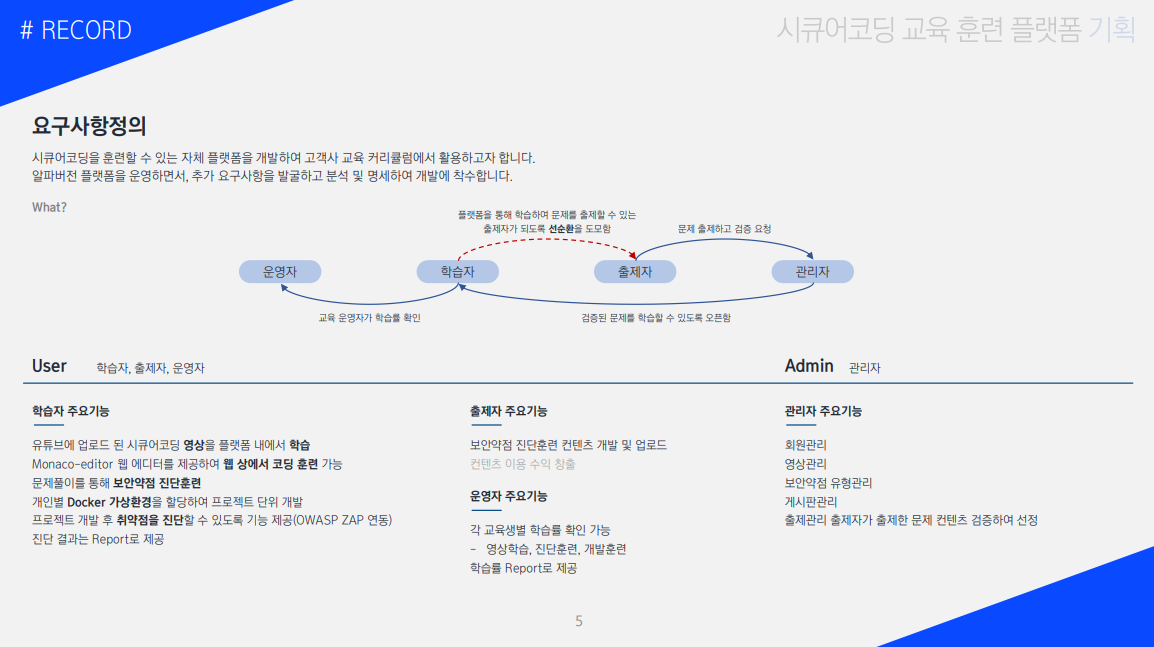 # RECORD
시큐어코딩 교육 훈련 플랫폼 기획
요구사항정의
시큐어코딩을 훈련할 수 있는 자체 플랫폼을 개발하여 고객사 교육 커리큘럼에서 활용하고자 합니다.
알파버전 플랫폼을 운영하면서, 추가 요구사항을 발굴하고 분석 및 명세하여 개발에 착수합니다.
What?
플랫폼을 통해 학습하여 문제를 출제할 수 있는
출제자가 되도록 선순환을 도모함
문제 출제하고 검증 요청
운영자
학습자
출제자
관리자
교육 운영자가 학습률 확인
검증된 문제를 학습할 수 있도록 오픈함
User 학습자, 출제자, 운영자
Admin 관리자
학습자 주요기능
유튜브에 업로드 된 시큐어코딩 영상을 플랫폼 내에서 학습
Monaco-editor 웹 에디터를 제공하여 웹 상에서 코딩 훈련 가능
문제풀이를 통해 보안약점 진단훈련
개인별 Docker 가상환경을 할당하여 프로젝트 단위 개발
프로젝트 개발 후 취약점을 진단할 수 있도록 기능 제공(OWASP ZAP 연동)
진단 결과는 Report로 제공
출제자 주요기능
보안약점 진단훈련 컨텐츠 개발 및 업로드
컨텐츠 이용 수익 창출
운영자 주요기능
각 교육생별 학습률 확인 가능
- 영상학습, 진단훈련, 개발훈련
학습률 Report로 제공
관리자 주요기능
회원관리
영상관리
보안약점 유형관리
게시판관리
출제관리 출제자가 출제한 문제 컨텐츠 검증하여 선정
5